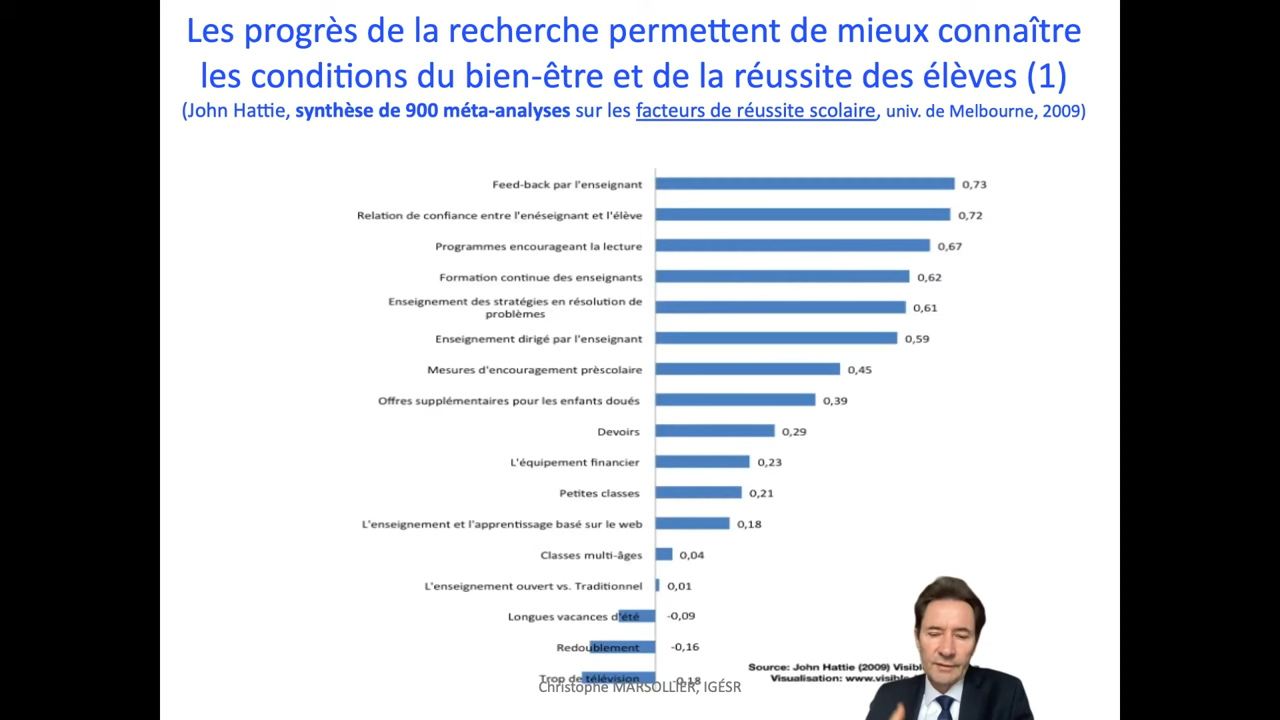 Les progrès de la recherche permettent de mieux connaître
les conditions du bien-être et de la réussite des élèves (1)
(John Hattie, synthèse de 900 méta-analyses sur les facteurs de réussite scolaire, univ. de Melbourne, 2009)
Feed-back par l'enseignant 0,73
Relation de confiance entre l'enéseignant et l'élève 0,72
Programmes encourageant la lecture 0,67
Formation continue des enseignants 0,62
Enseignement des stratégies en résolution de
problèmes 0,61
Enseignement dirigé par l'enseignant 0,59
Mesures d'encouragement prèscolaire 0,45
Offres supplémentaires pour les enfants doués 0,39
Devoirs 0,29
L'équipement financier 0,23
Petites classes 0,21
L'enseignement et l'apprentissage basé sur le web 0,18
Classes multi-âges 0,04
L'enseignement ouvert vs. Traditionnel 0,01
Longues vacances d'été -0,09
Redoublement -0,16
Trop de télévision -0,18
Christophe MARSOLLIER, IGÉSR
Source: John Hattie (2009)
Visualisation: